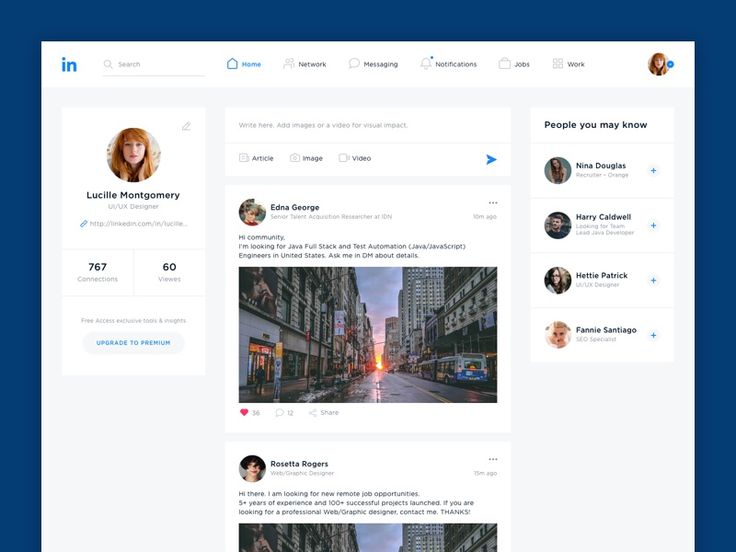 in
Search
Home
Network
Messaging
Notifications
Jobs
Work
Lucille Montgomery
UI/UX Designer
http://linkedin.com/in/lucille...
767
Connections
60
Viewes
Free Access exclusive tools & insights
UPGRADE TO PREMIUM
Write here. Add images or a video for visual impact.
Article
Image
Video
Edna George
Senior Talent Acquisition Researcher at IDN
10m ago
Hi community,
I'm looking for Java Full Stack and Test Automation (Java/JavaScript)
Engineers in United States. Ask me in DM about details.
36
12
Share
Rosetta Rogers
Web/Graphic Designer
15m ago
Hi there. I am looking for new remote job opportunities.
5+ years of experience and 100+ successful projects launched. If you are
looking for a professional Web/Graphic designer, contact me. THANKS!
People you may know
Nina Douglas
Recruiter – Orange
Harry Caldwell
Looking for Team
Lead Java Developer
Hettie Patrick
UI/UX Designer
Fannie Santiago
SEO Specialist